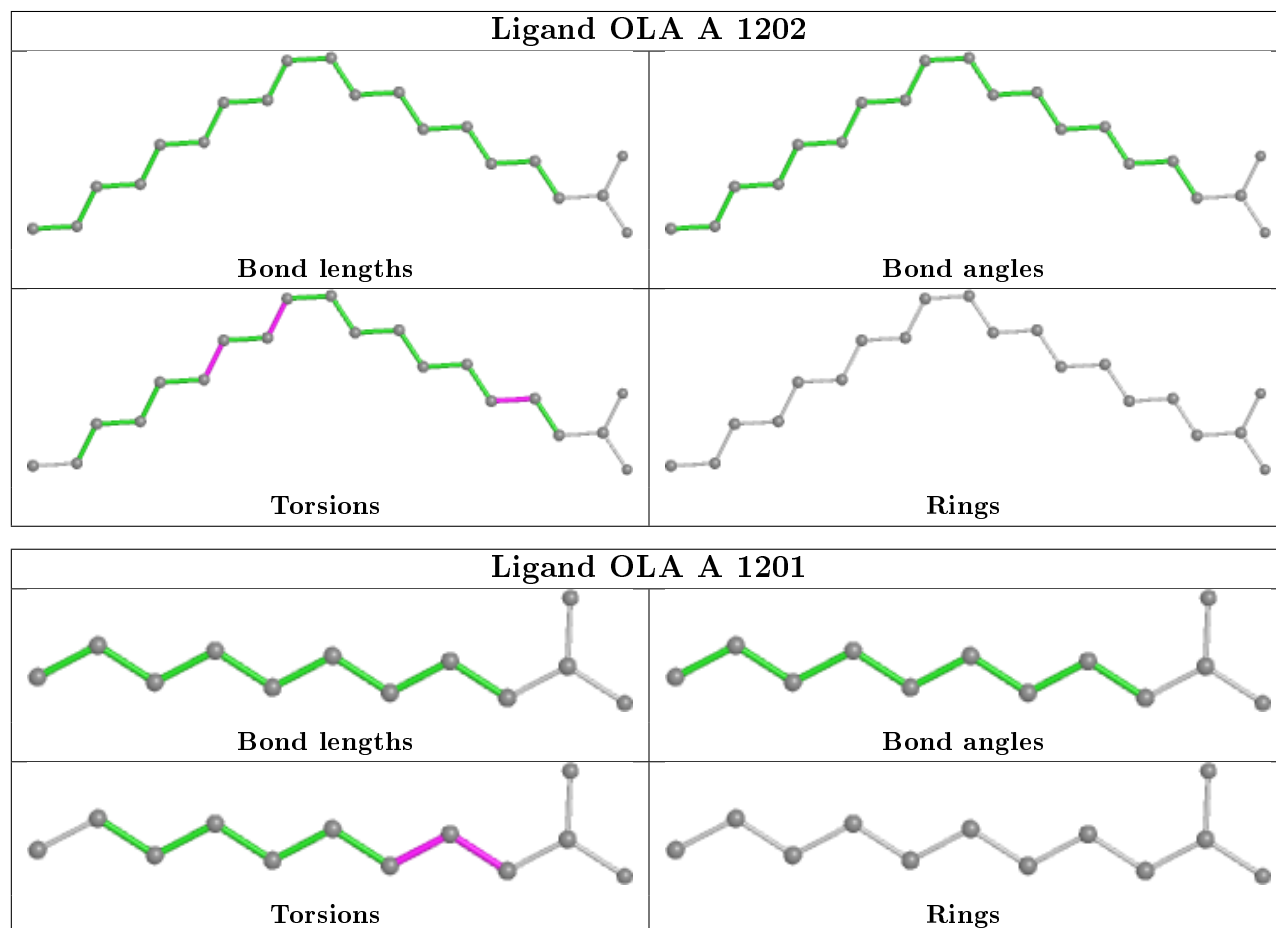 Ligand OLA A 1202
Bond lengths
Bond angles
Torsions
Rings
Ligand OLA A 1201
Bond lengths
Bond angles
Torsions
Rings